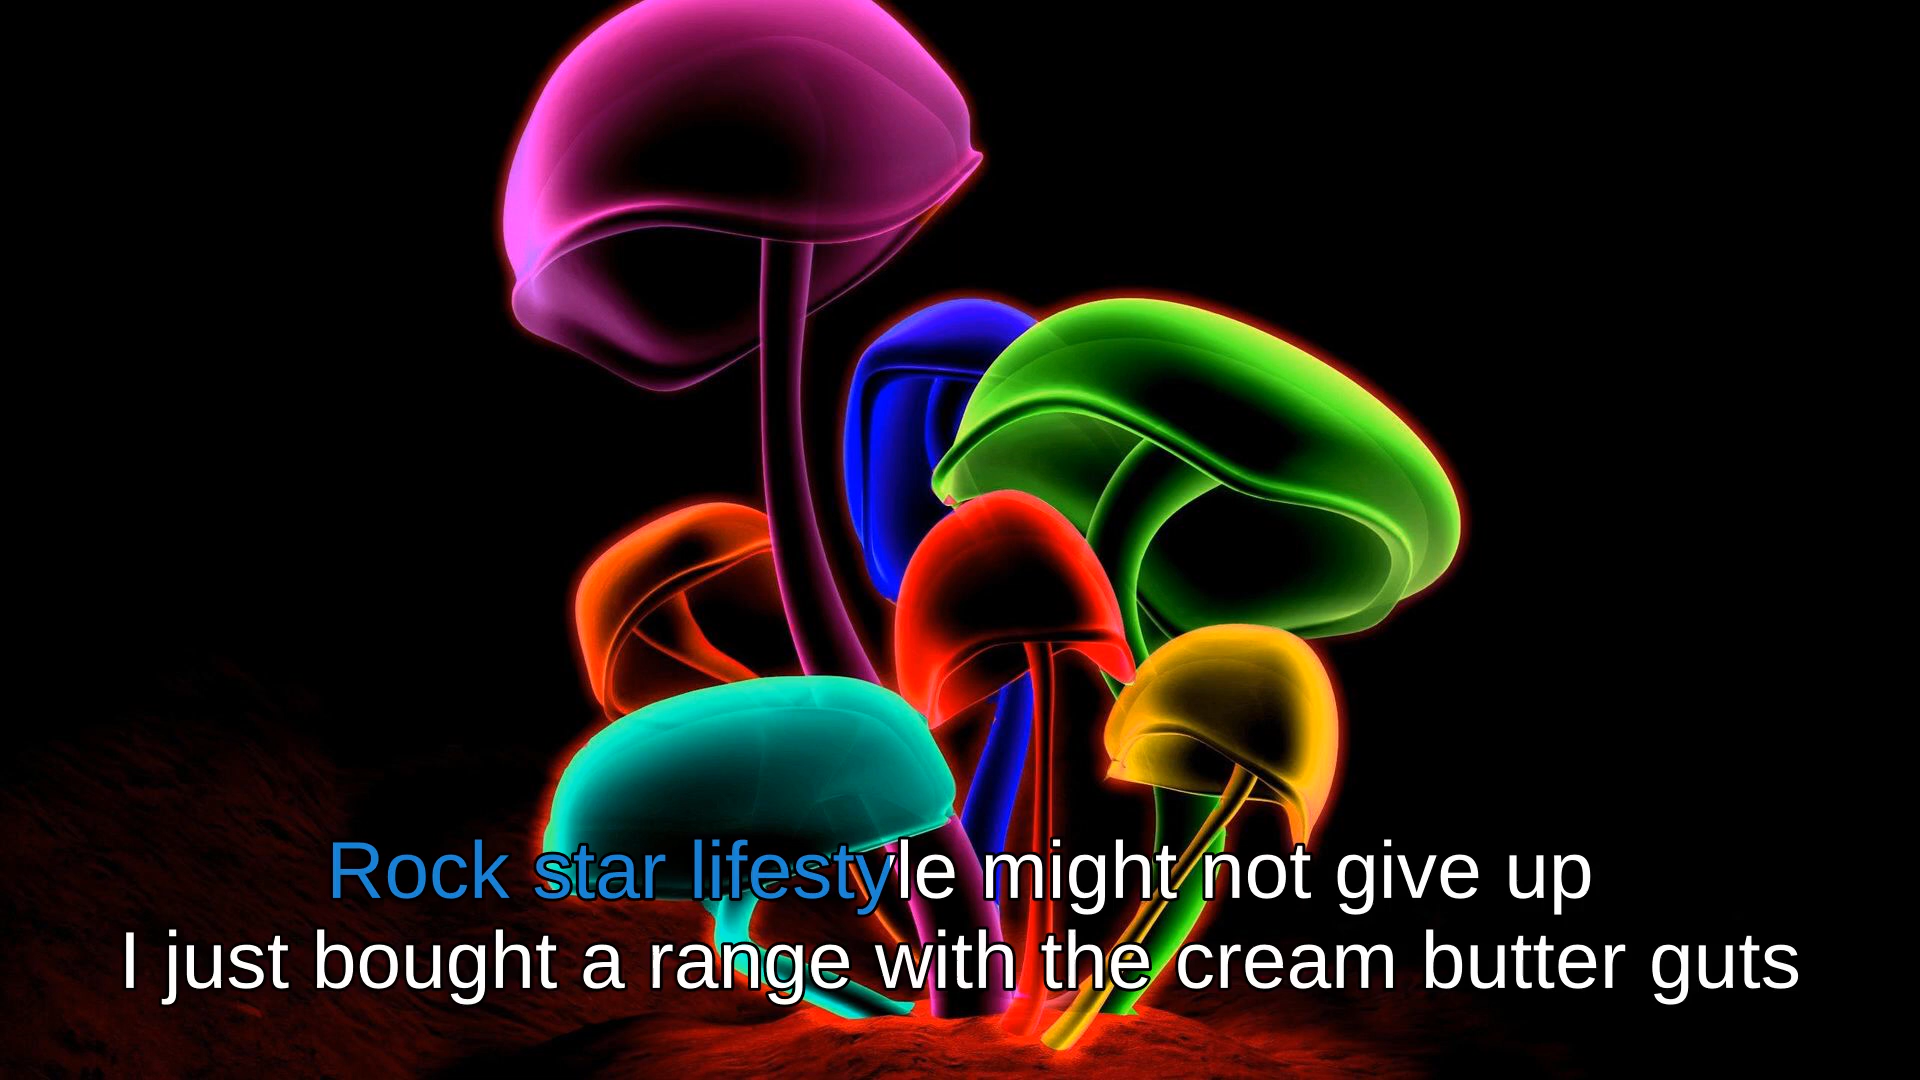 Rock star lifestyle might not give up
I just bought a range with the cream butter guts